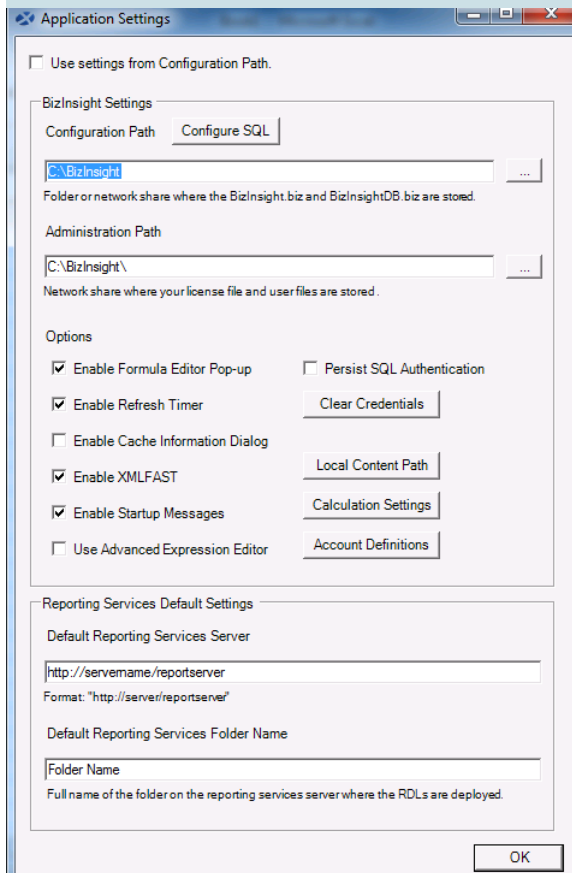 Application Settings
Use settings from Configuration Path.
BizInsight Settings
Configuration Path
Configure SQL
C:\BizInsight
...
Folder or network share where the BizInsight.biz and BizInsightDB.biz are stored.
Administration Path
C:\BizInsight\
...
Network share where your license file and user files are stored .
Options
Enable Formula Editor Pop-up
Persist SQL Authentication
Enable Refresh Timer
Clear Credentials
Enable Cache Information Dialog
Local Content Path
Enable XMLFAST
Calculation Settings
Enable Startup Messages
Account Definitions
Use Advanced Expression Editor
Reporting Services Default Settings
Default Reporting Services Server
http://servername/reportserver
Format: "http://server/reportserver"
Default Reporting Services Folder Name
Folder Name
Full name of the folder on the reporting services server where the RDLs are deployed.
OK